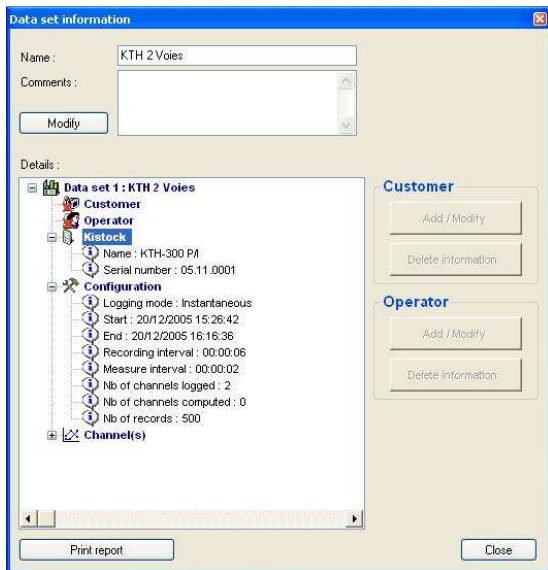 Data set information
Name :
KTH 2 Voies
Comments :
Modify
Details :
Data set 1 : KTH 2 Voies
Customer
Operator
Kistock
Name : KTH-300 P/I
Serial number : 05.11.0001
Configuration
Logging mode : Instantaneous
Start : 20/12/2005 15:26:42
End : 20/12/2005 16:16:36
Recording interval : 00:00:06
Measure interval : 00:00:02
Nb of channels logged : 2
Nb of channels computed : 0
Nb of records : 500
Channel(s)
Customer
Add / Modify
Delete information
Operator
Add / Modify
Delete information
Print report
Close